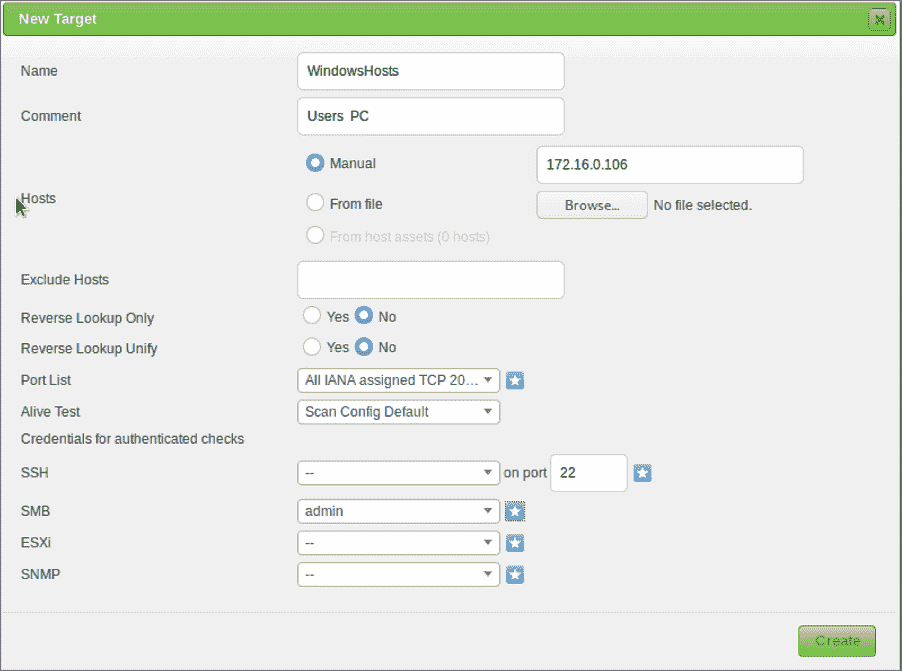 New Target
Name WindowsHosts
Comment Users PC
Manual 172.16.0.106
Hosts
From file Browse... No file selected.
From host assets (0 hosts)
Exclude Hosts
Reverse Lookup Only Yes No
Reverse Lookup Unify Yes No
Port List All IANA assigned TCP 20...
Alive Test Scan Config Default
Credentials for authenticated checks
SSH -- on port 22
SMB admin
ESXi --
SNMP --
Create